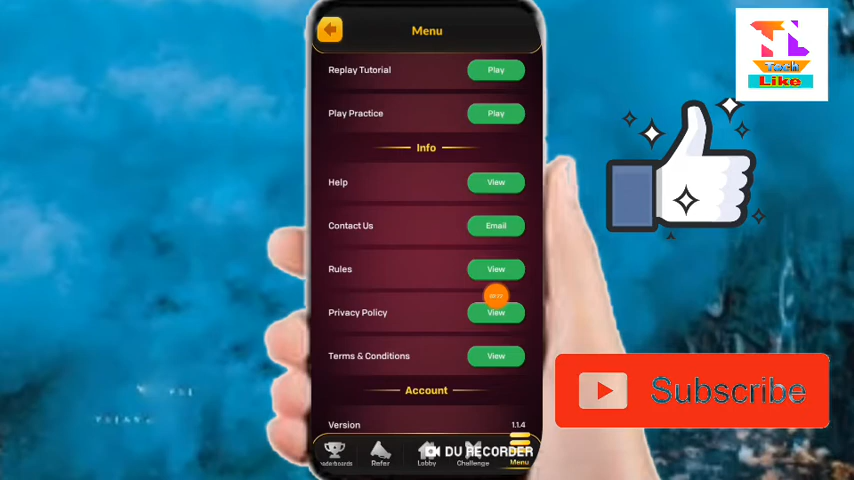 Menu
Replay Tutorial Play
Play Practice Play
Info
Help View
Contact Us Email
Rules View
Privacy Policy View
Terms & Conditions View
Account
Version 1.1.4
DU RECORDER
Refer Lobby Challenge Menu
TL
Tech
Like
Subscribe